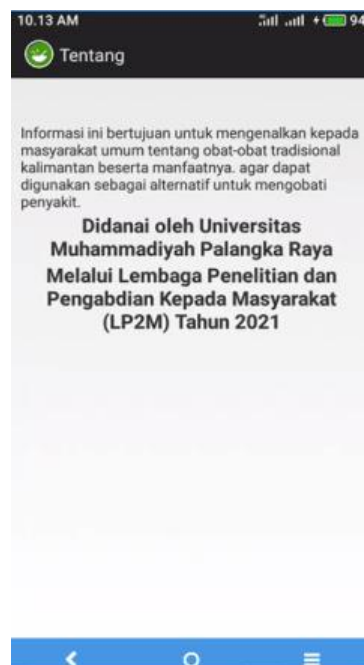 10.13 AM
94
Tentang
Informasi ini bertujuan untuk mengenalkan kepada
masyarakat umum tentang obat-obat tradisional
kalimantan beserta manfaatnya. agar dapat
digunakan sebagai alternatif untuk mengobati
penyakit.
Didanai oleh Universitas
Muhammadiyah Palangka Raya
Melalui Lembaga Penelitian dan
Pengabdian Kepada Masyarakat
(LP2M) Tahun 2021